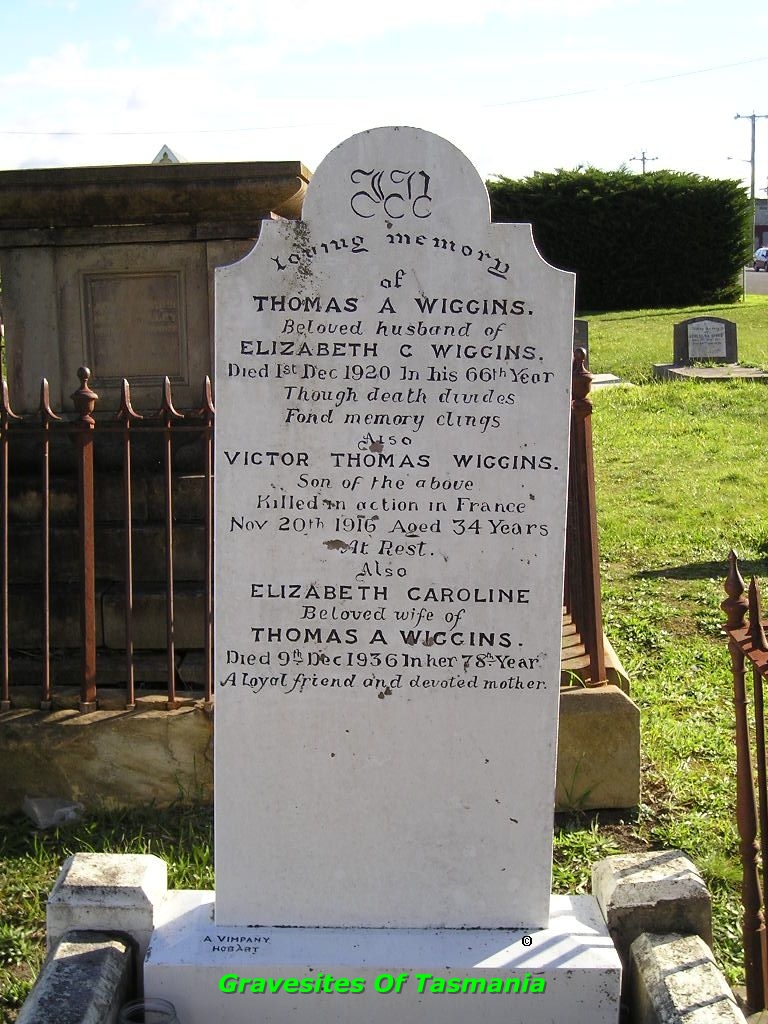 IN
loving memory
of
THOMAS A WIGGINS.
Beloved husband of
ELIZABETH C WIGGINS.
Died 1st Dec 1920 In his 66th Year
Though death divides
Fond memory clings
Also
VICTOR THOMAS WIGGINS.
Son of the above
Killed in action in France
Nov 20th 1916 Aged 34 Years
At Rest.
Also
ELIZABETH CAROLINE
Beloved wife of
THOMAS A WIGGINS.
Died 9th Dec 1936 In her 78th Year
A loyal friend and devoted mother.
A VIMPANY
HOBART
©
Gravesites Of Tasmania